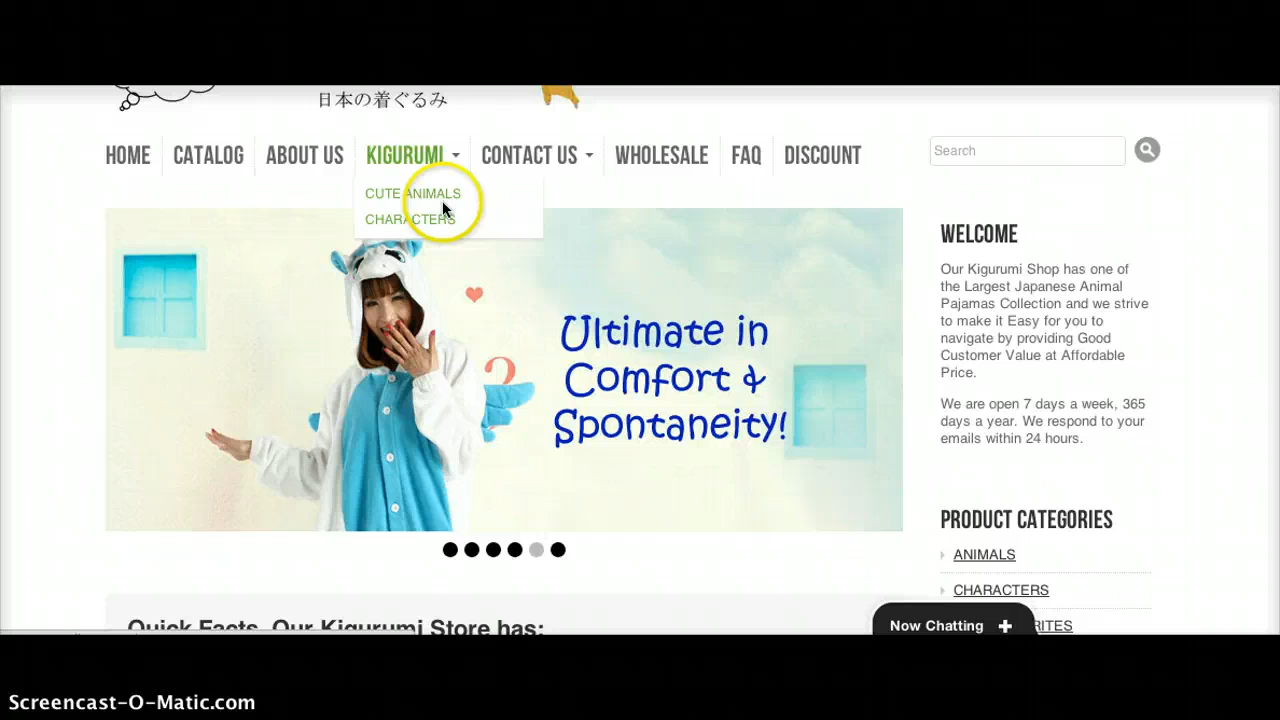 日本の着ぐるみ
HOME CATALOG ABOUT US KIGURUMI CONTACT US WHOLESALE FAQ DISCOUNT
Search
CUTE ANIMALS
CHARACTERS
Ultimate in
Comfort &
Spontaneity!
WELCOME
Our Kigurumi Shop has one of
the Largest Japanese Animal
Pajamas Collection and we strive
to make it Easy for you to
navigate by providing Good
Customer Value at Affordable
Price.
We are open 7 days a week, 365
days a year. We respond to your
emails within 24 hours.
PRODUCT CATEGORIES
ANIMALS
CHARACTERS
RITES
Quick Facts, Our Kigurumi Store has:
Now Chatting +
Screencast-O-Matic.com